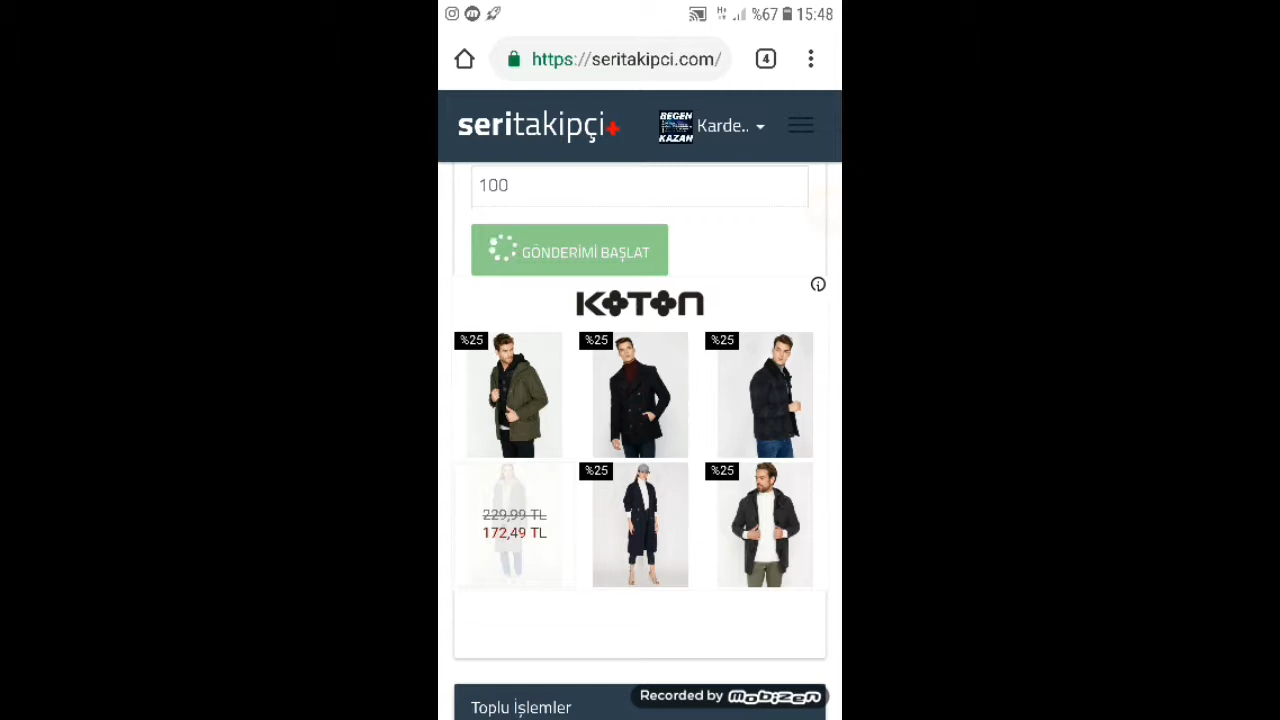 %67 15:48
https://seritakipci.com/
4
seritakipçi+
BEGEN
KAZAN
Karde..
100
GÖNDERİMİ BAŞLAT
KOTON
%25 %25 %25
%25 %25
229,99 TL
172,49 TL
Toplu İşlemler
Recorded by mobizen